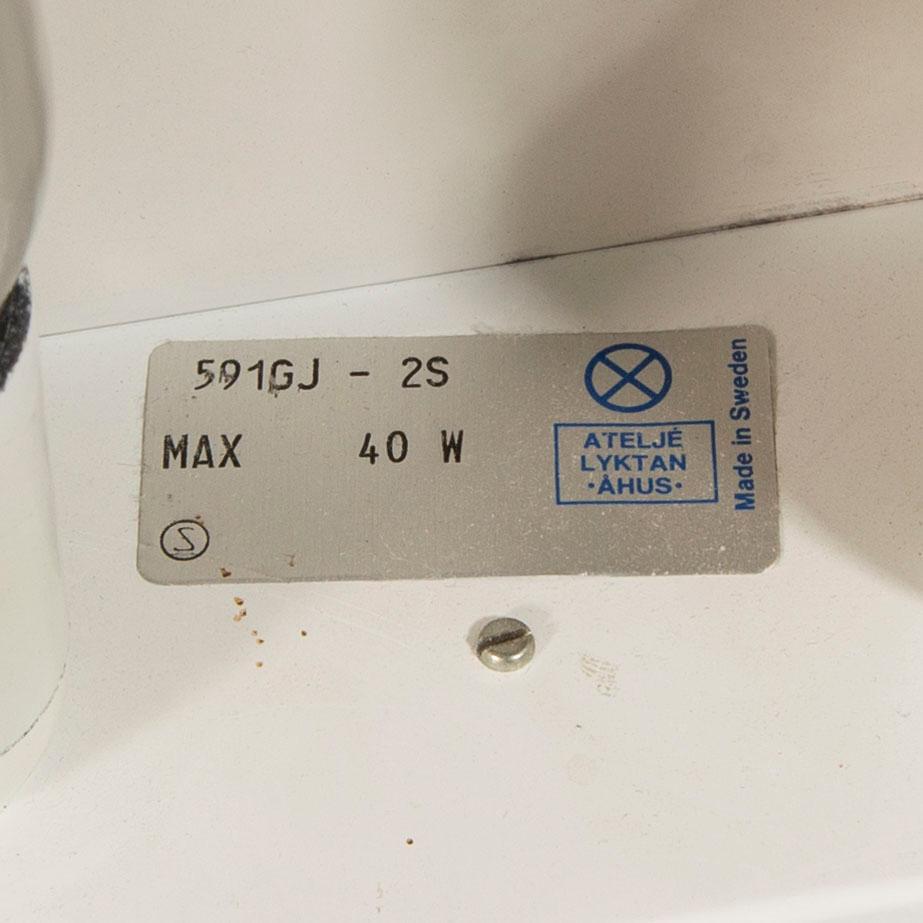 591GJ - 2S
MAX 40 W
S
ATELJÉ
LYKTAN
·ÅHUS·
Made in Sweden